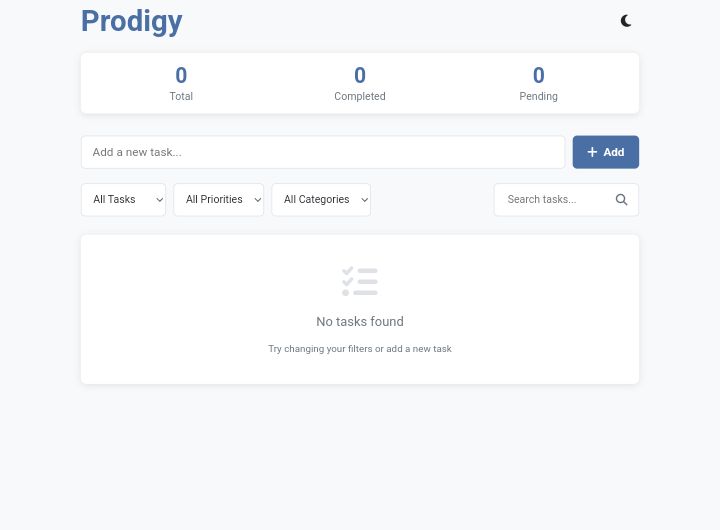 Prodigy
0 0 0
Total Completed Pending
Add a new task... Add
All Tasks All Priorities All Categories Search tasks...
No tasks found
Try changing your filters or add a new task